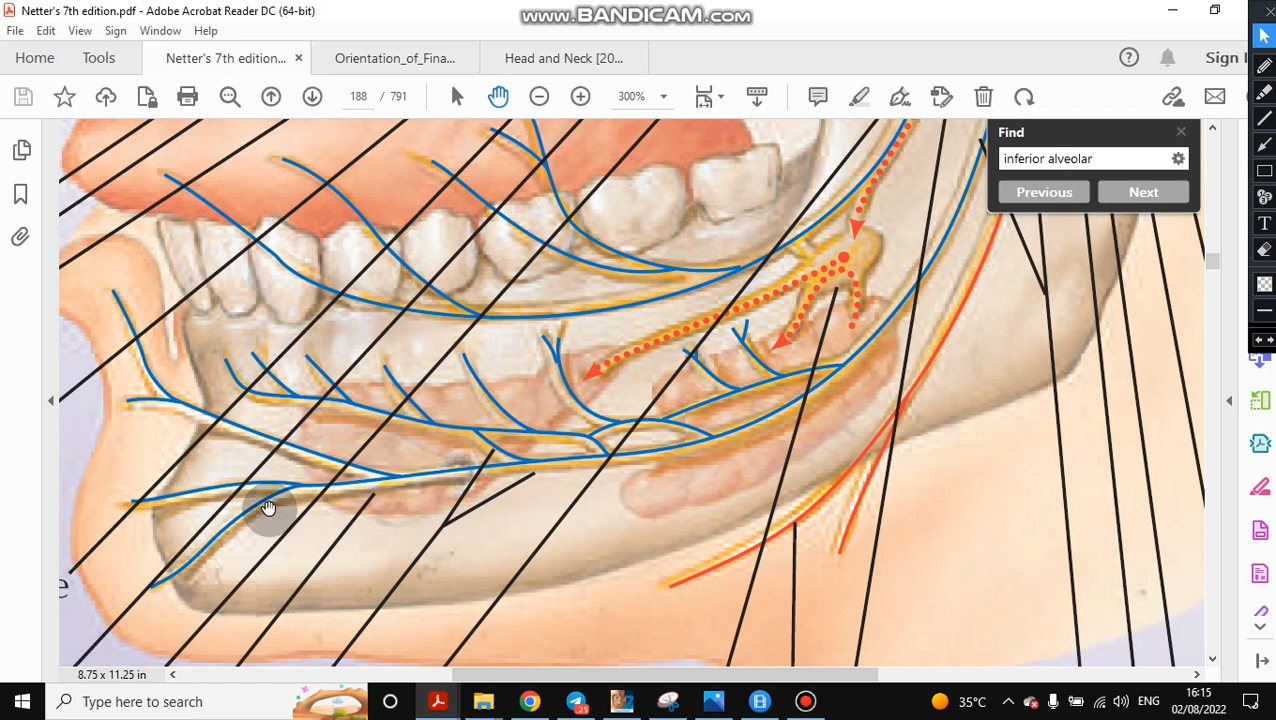 Netter's 7th edition.pdf - Adobe Acrobat Reader DC (64-bit)
www.BANDICAM.com
File Edit View Sign Window Help
Home Tools Netter's 7th edition... × Orientation_of_Fina... Head and Neck [20... Sign I
188 / 791 300%
Find
inferior alveolar
Previous Next
T
e
8.75 x 11.25 in
Type here to search
25
35°C ENG
16:15
02/08/2022